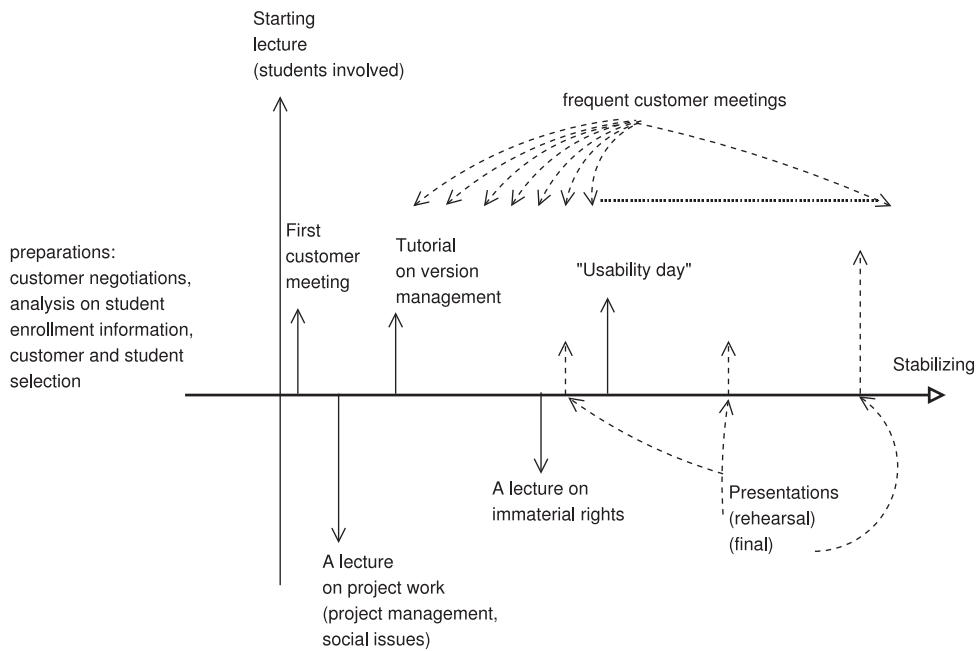 Starting
lecture
(students involved)
frequent customer meetings
First
customer
meeting
Tutorial
on version
management
"Usability day"
preparations:
customer negotiations,
analysis on student
enrollment information,
customer and student
selection
Stabilizing
A lecture on
immaterial rights
Presentations
(rehearsal)
(final)
A lecture
on project work
(project management,
social issues)